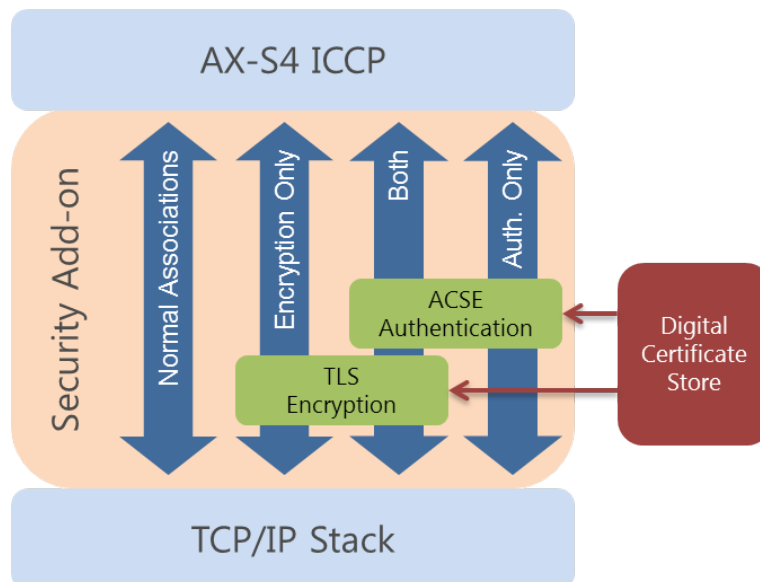 AX-S4 ICCP
Security Add-on
Normal Associations
Encryption Only
Both
Auth. Only
ACSE
Authentication
TLS
Encryption
Digital
Certificate
Store
TCP/IP Stack